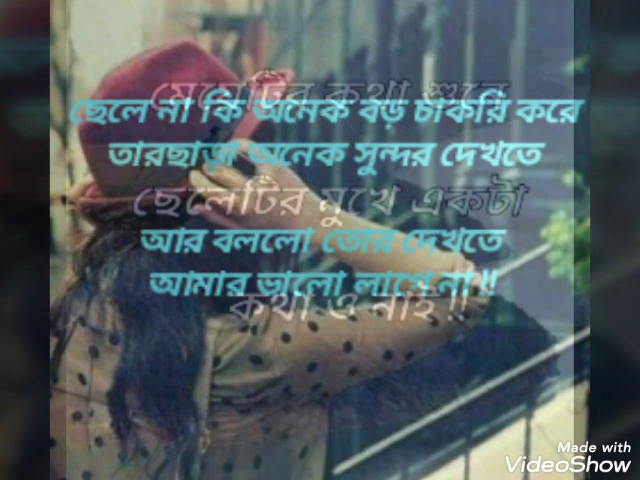 মেয়েটির কথা শুনে
ছেলে না কি অনেক বড় চাকরি করে
তারছাড়া অনেক সুন্দর দেখতে
ছেলেটির মুখে একটা
আর বললো তোর দেখতে
আমার ভালো লাগে না !!
কথা ও নাই !!
Made with
VideoShow